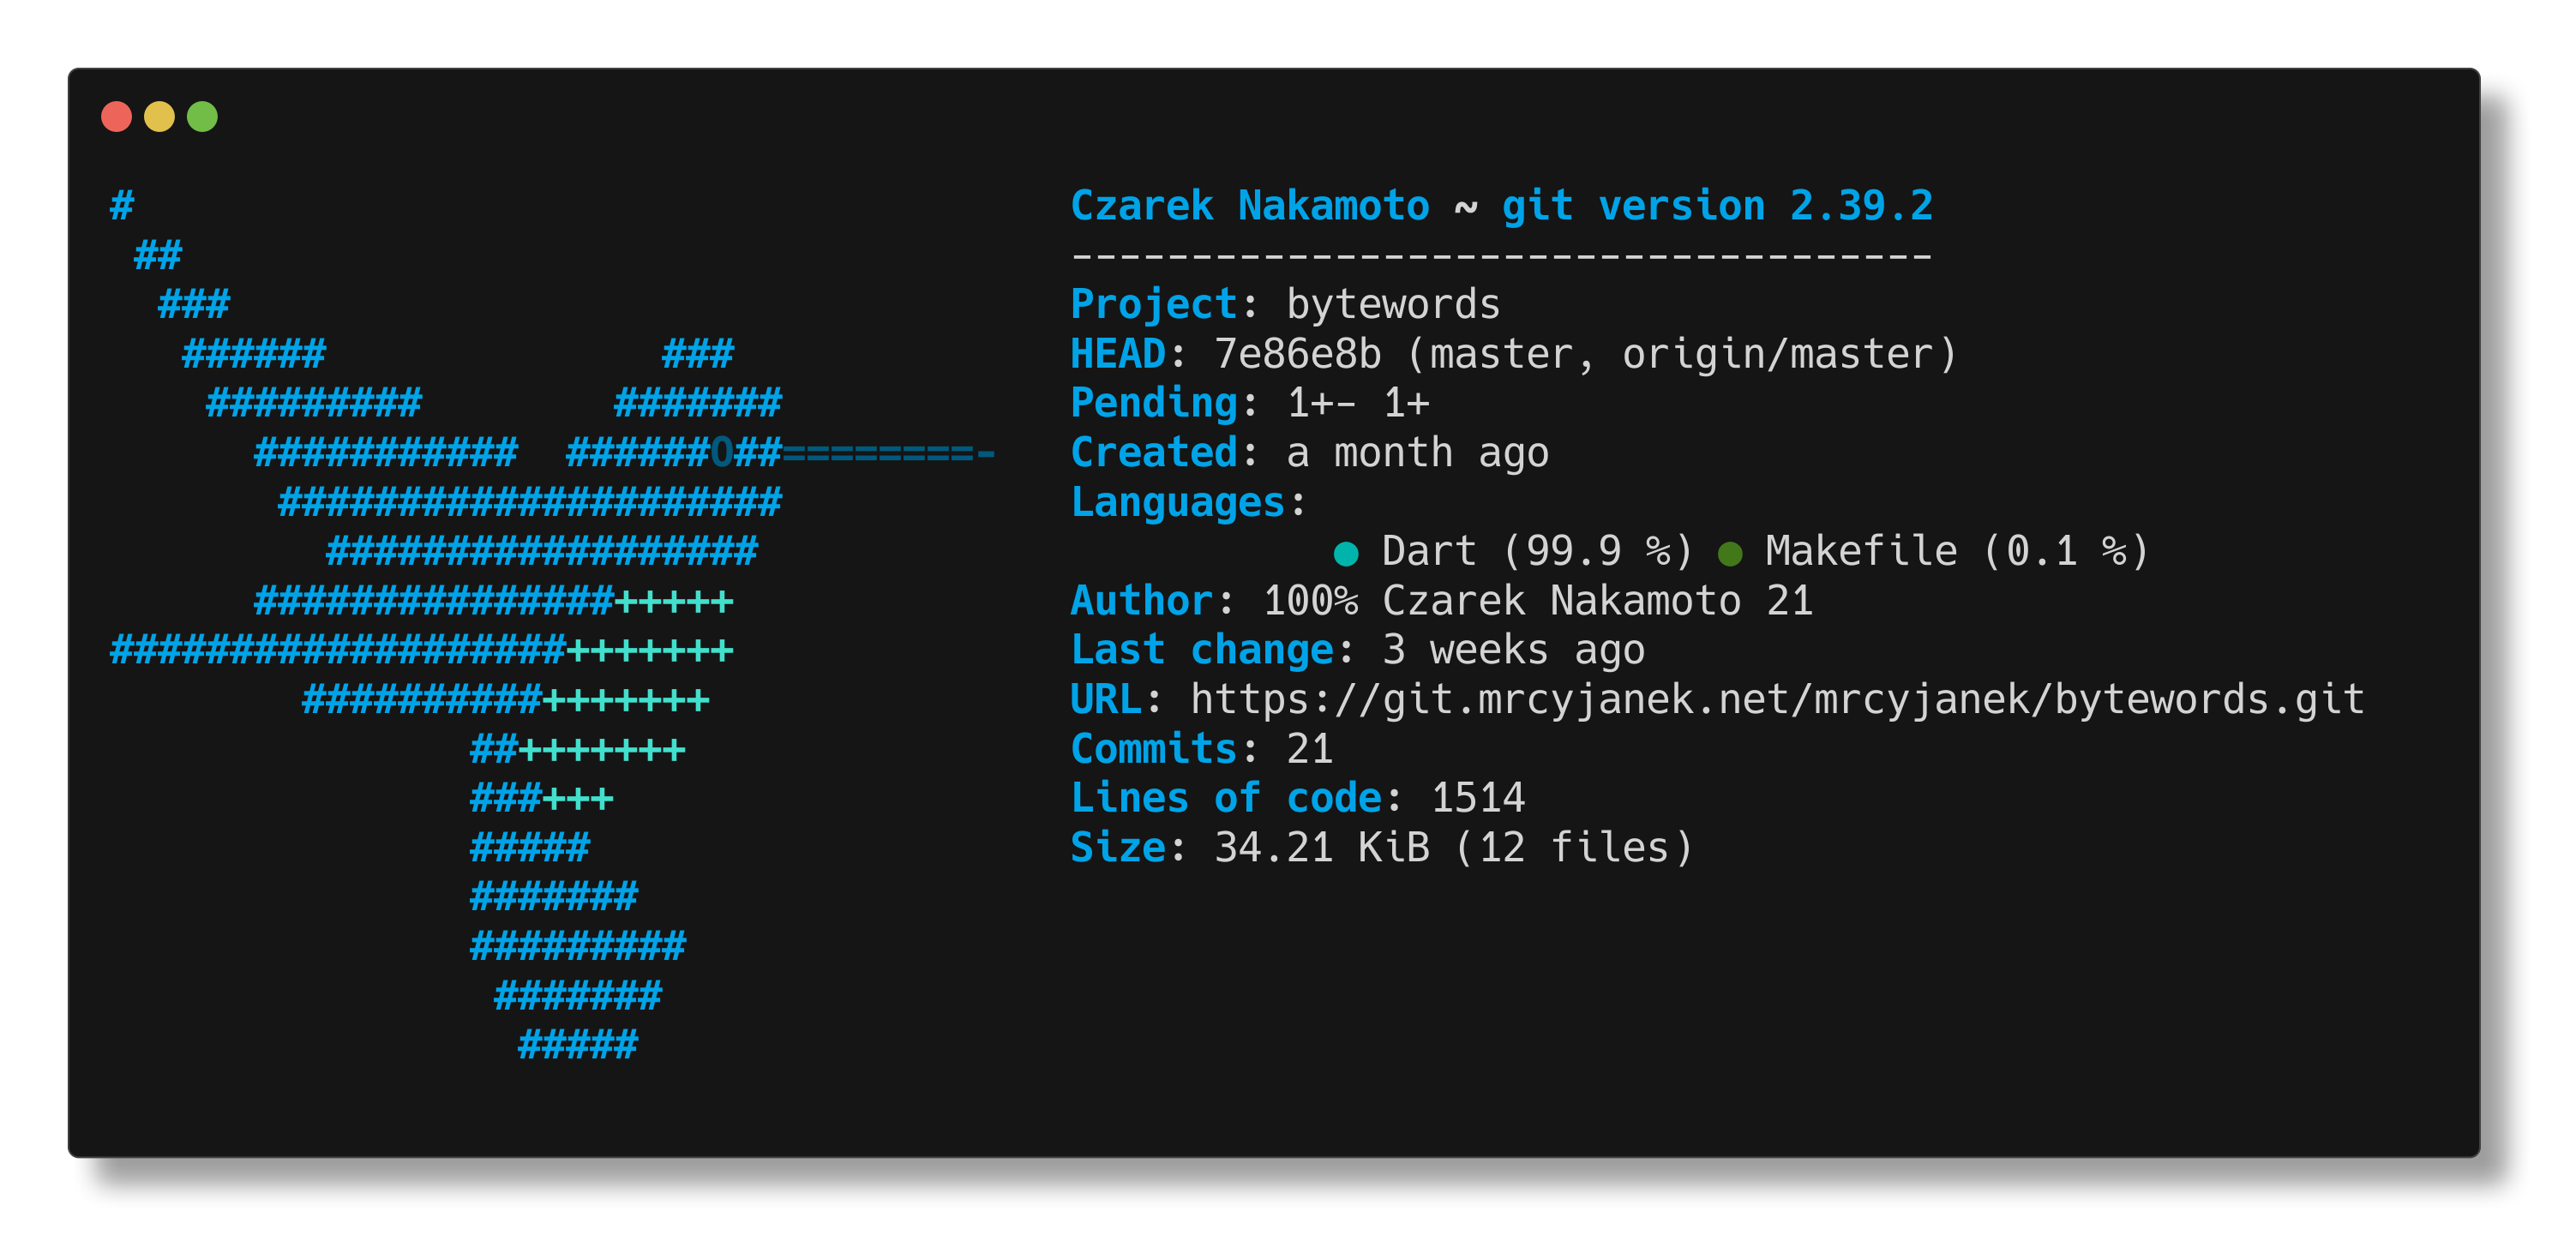 Czarek Nakamoto ~ git version 2.39.2
------------------------------------
Project: bytewords
HEAD: 7e86e8b (master, origin/master)
Pending: 1+- 1+
Created: a month ago
Languages:
● Dart (99.9 %) ● Makefile (0.1 %)
Author: 100% Czarek Nakamoto 21
Last change: 3 weeks ago
URL: https://git.mrcyjanek.net/mrcyjanek/bytewords.git
Commits: 21
Lines of code: 1514
Size: 34.21 KiB (12 files)